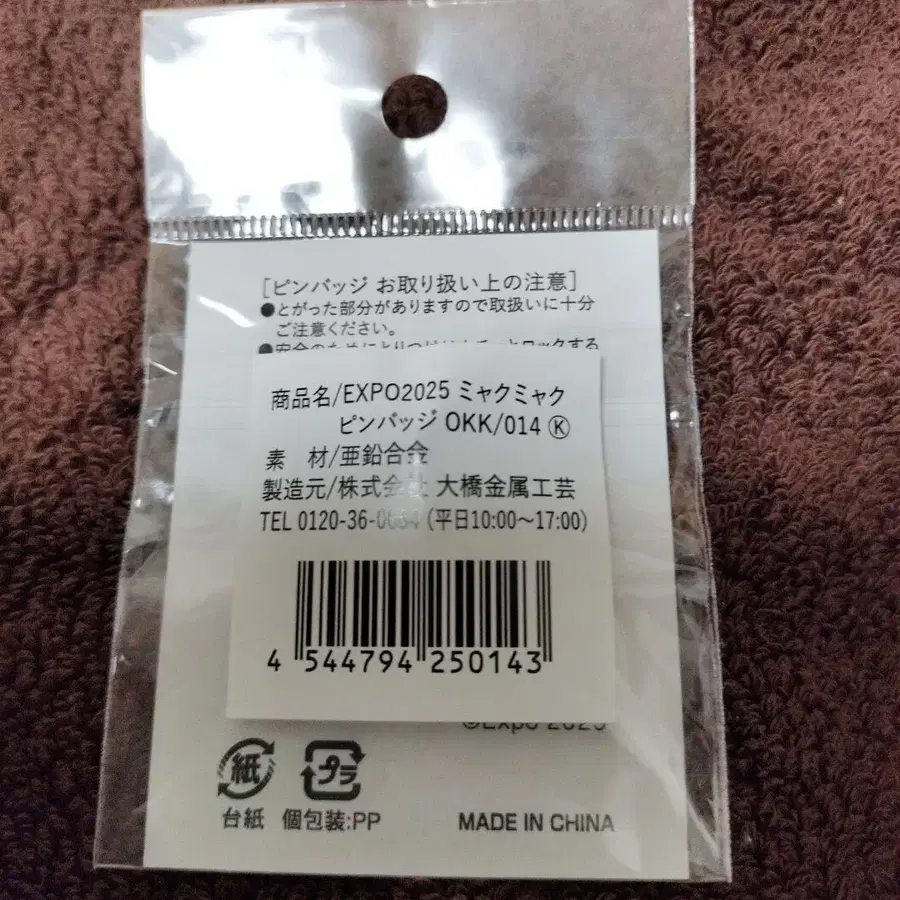 [ピンバッジ お取り扱い上の注意]
●とがった部分がありますので取扱いに十分
ご注意ください。
商品名/EXPO2025 ミャクミャク
ピンバッジ OKK/014 Ⓚ
素 材/亜鉛合金
製造元/株式会社 大橋金属工芸
TEL 0120-36- (平日10:00~17:00)
4 544794 250143
©Expo 2025
紙 プラ
台紙 個包装:PP
MADE IN CHINA